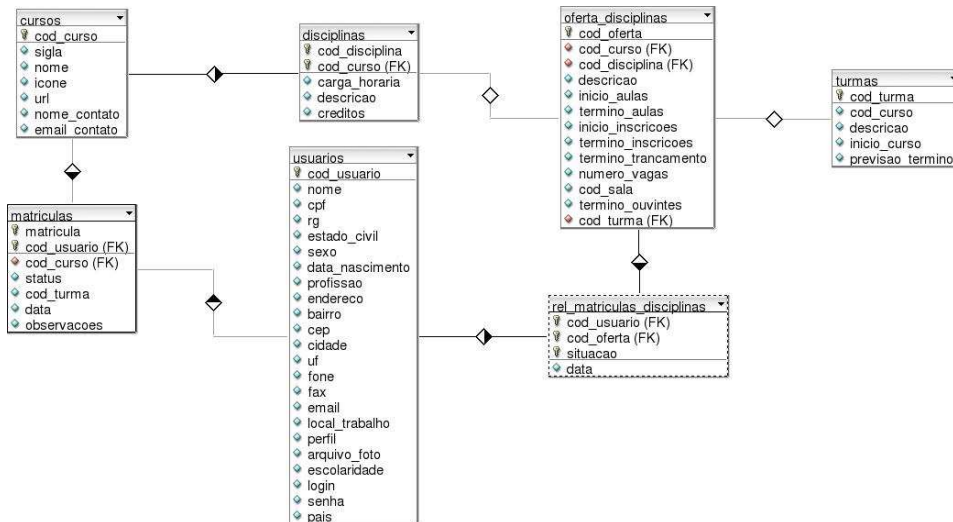 cursos
cod_curso
sigla
nome
icone
url
nome_contato
email_contato
disciplinas
cod_disciplina
cod_curso (FK)
carga_horaria
descricao
creditos
oferta_disciplinas
cod_oferta
cod_curso (FK)
cod_disciplina (FK)
descricao
inicio_aulas
termino_aulas
inicio_inscricoes
termino_inscricoes
termino_trancamento
numero_vagas
cod_sala
termino_ouvintes
cod_turma (FK)
turmas
cod_turma
cod_curso
descricao
inicio_curso
previsao_termino
usuarios
cod_usuario
nome
cpf
rg
estado_civil
sexo
data_nascimento
profissao
endereco
bairro
cep
cidade
uf
fone
fax
email
local_trabalho
perfil
arquivo_foto
escolaridade
login
senha
pais
matriculas
matricula
cod_usuario (FK)
cod_curso (FK)
status
cod_turma
data
observacoes
rel_matriculas_disciplinas
cod_usuario (FK)
cod_oferta (FK)
situacao
data